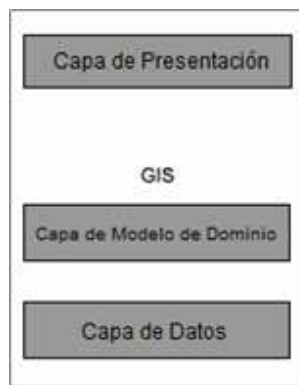 Capa de Presentación
GIS
Capa de Modelo de Dominio
Capa de Datos